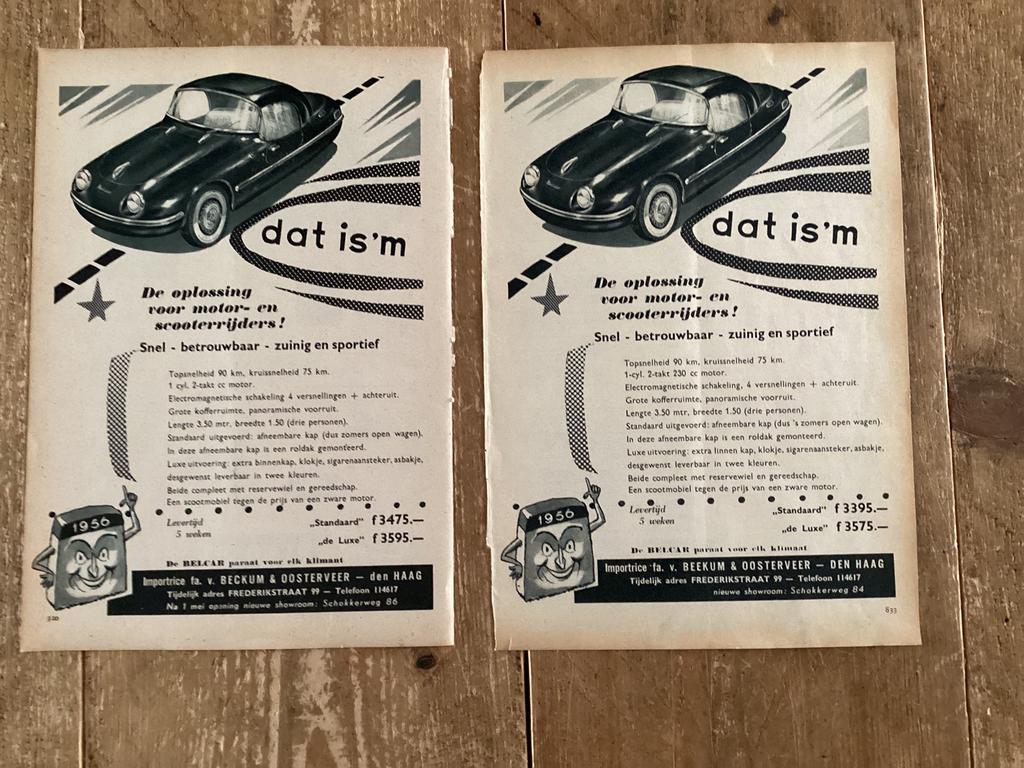 dat is'm
De oplossing
voor motor- en
scooterrijders!
Snel - betrouwbaar - zuinig en sportief
Topsnelheid 90 km, kruissnelheid 75 km.
1 cyl. 2-takt cc motor.
Electromagnetische schakeling 4 versnellingen + achteruit.
Grote kofferruimte, panoramische voorruit.
Lengte 3.50 mtr, breedte 1.50 (drie personen).
Standaard uitgevoerd: afneembare kap (dus zomers open wagen).
In deze afneembare kap is een roldak gemonteerd.
Luxe uitvoering: extra binnenkap, klokje, sigarenaansteker, asbakje,
desgewenst leverbaar in twee kleuren.
Beide compleet met reservewiel en gereedschap.
Een scootmobiel tegen de prijs van een zware motor.
1956
Levertijd
5 weken
„Standaard" f 3475.—
„de Luxe" f 3595.—
De BELCAR paraat voor elk klimaat
Importrice fa. v. BECKUM & OOSTERVEER — den HAAG
Tijdelijk adres FREDERIKSTRAAT 99 — Telefoon 114617
Na 1 mei opening nieuwe showroom: Schokkerweg 86
dat is'm
De oplossing
voor motor- en
scooterrijders!
Snel - betrouwbaar - zuinig en sportief
Topsnelheid 90 km, kruissnelheid 75 km.
1-cyl. 2-takt 230 cc motor.
Electromagnetische schakeling, 4 versnellingen + achteruit.
Grote kofferruimte, panoramische voorruit.
Lengte 3.50 mtr, breedte 1.50 (drie personen).
Standaard uitgevoerd: afneembare kap (dus 's zomers open wagen).
In deze afneembare kap is een roldak gemonteerd.
Luxe uitvoering: extra linnen kap, klokje, sigarenaansteker, asbakje,
desgewenst leverbaar in twee kleuren.
Beide compleet met reservewiel en gereedschap.
Een scootmobiel tegen de prijs van een zware motor.
1956
Levertijd
5 weken
„Standaard" f 3395.—
„de Luxe" f 3575.—
De BELCAR paraat voor elk klimaat
Importrice fa. v. BEEKUM & OOSTERVEER — DEN HAAG
Tijdelijk adres FREDERIKSTRAAT 99 — Telefoon 114617
nieuwe showroom: Schokkerweg 84
833